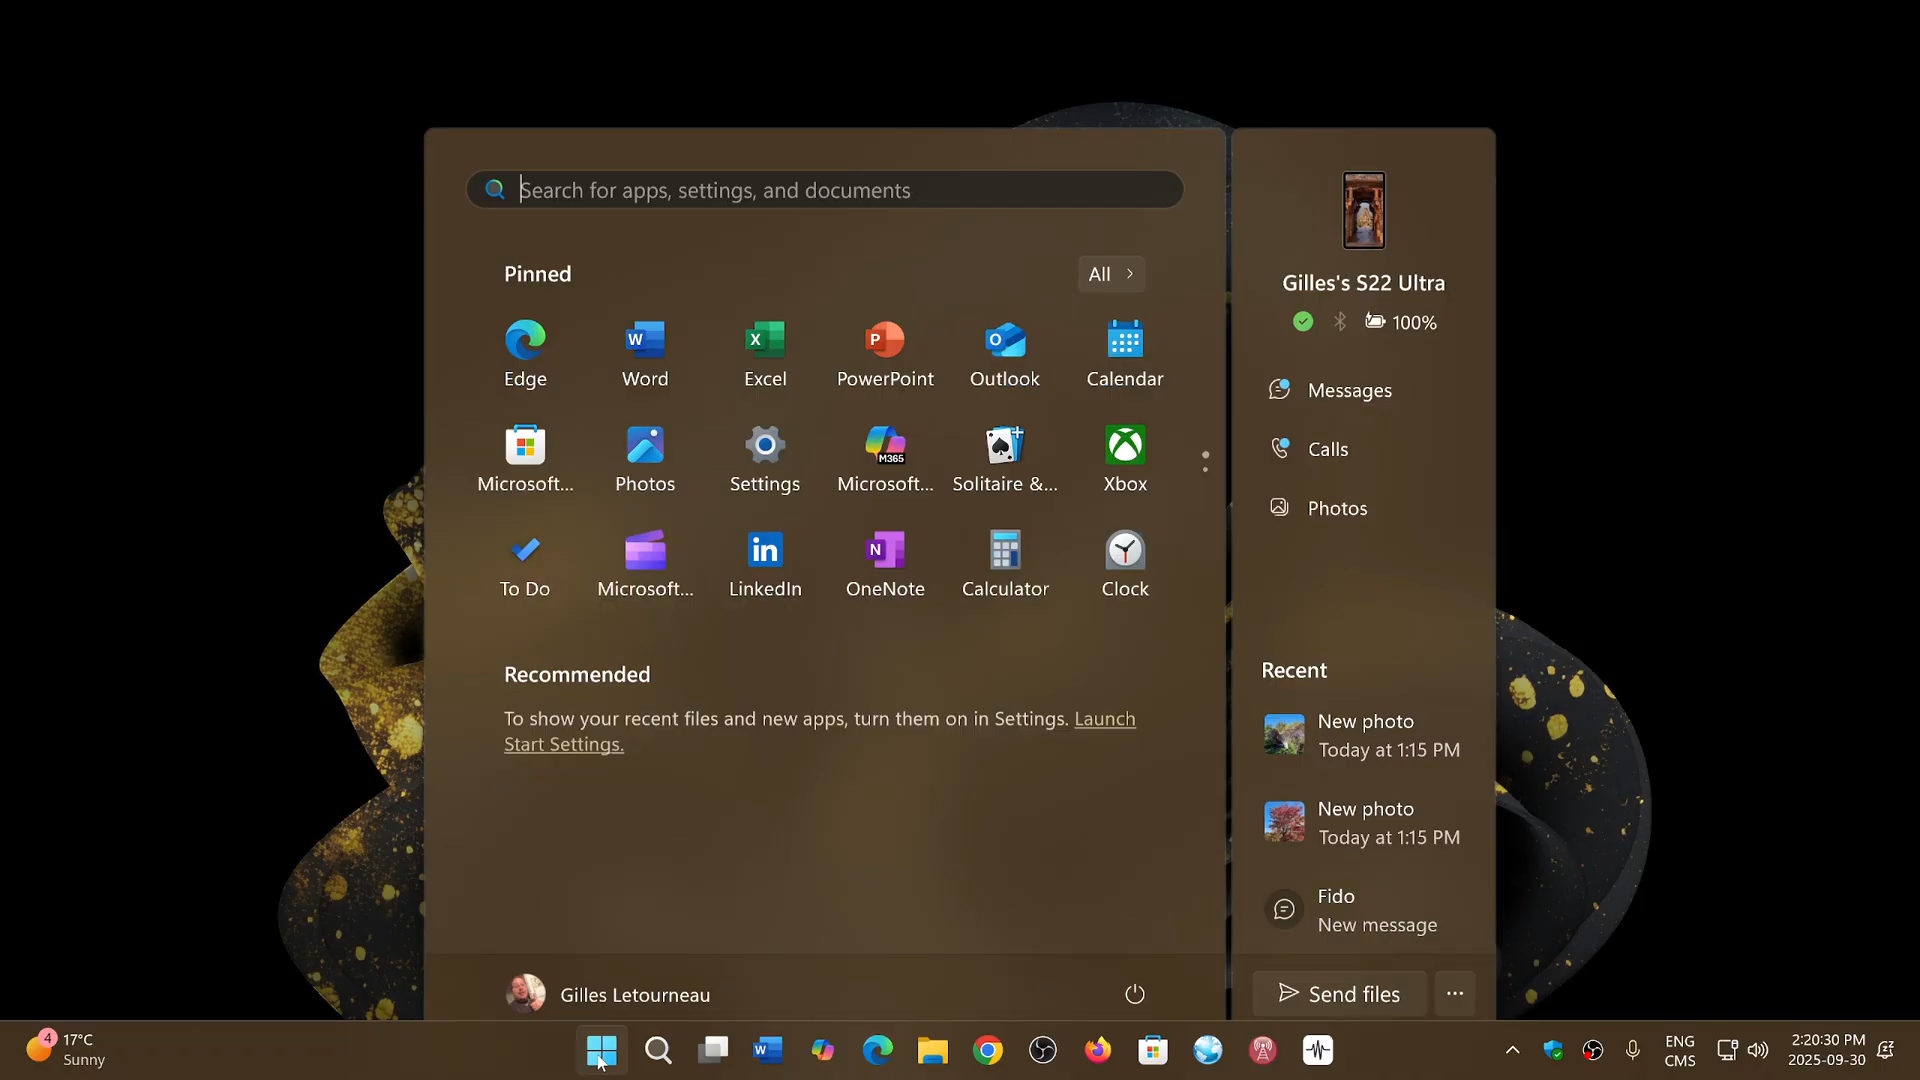 Search for apps, settings, and documents
Pinned
All
Edge
Word
Excel
PowerPoint
Outlook
Calendar
Microsoft...
Photos
Settings
M365
Microsoft...
Solitaire &...
Xbox
To Do
Microsoft...
LinkedIn
OneNote
Calculator
Clock
Recommended
To show your recent files and new apps, turn them on in Settings. Launch
Start Settings.
Gilles Letourneau
Gilles's S22 Ultra
100%
Messages
Calls
Photos
Recent
New photo
Today at 1:15 PM
New photo
Today at 1:15 PM
Fido
New message
Send files
4
17°C
Sunny
ENG
CMS
2:20:30 PM
2025-09-30